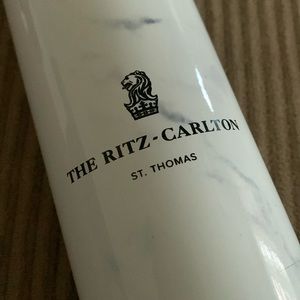 THE RITZ-CARLTON
ST. THOMAS